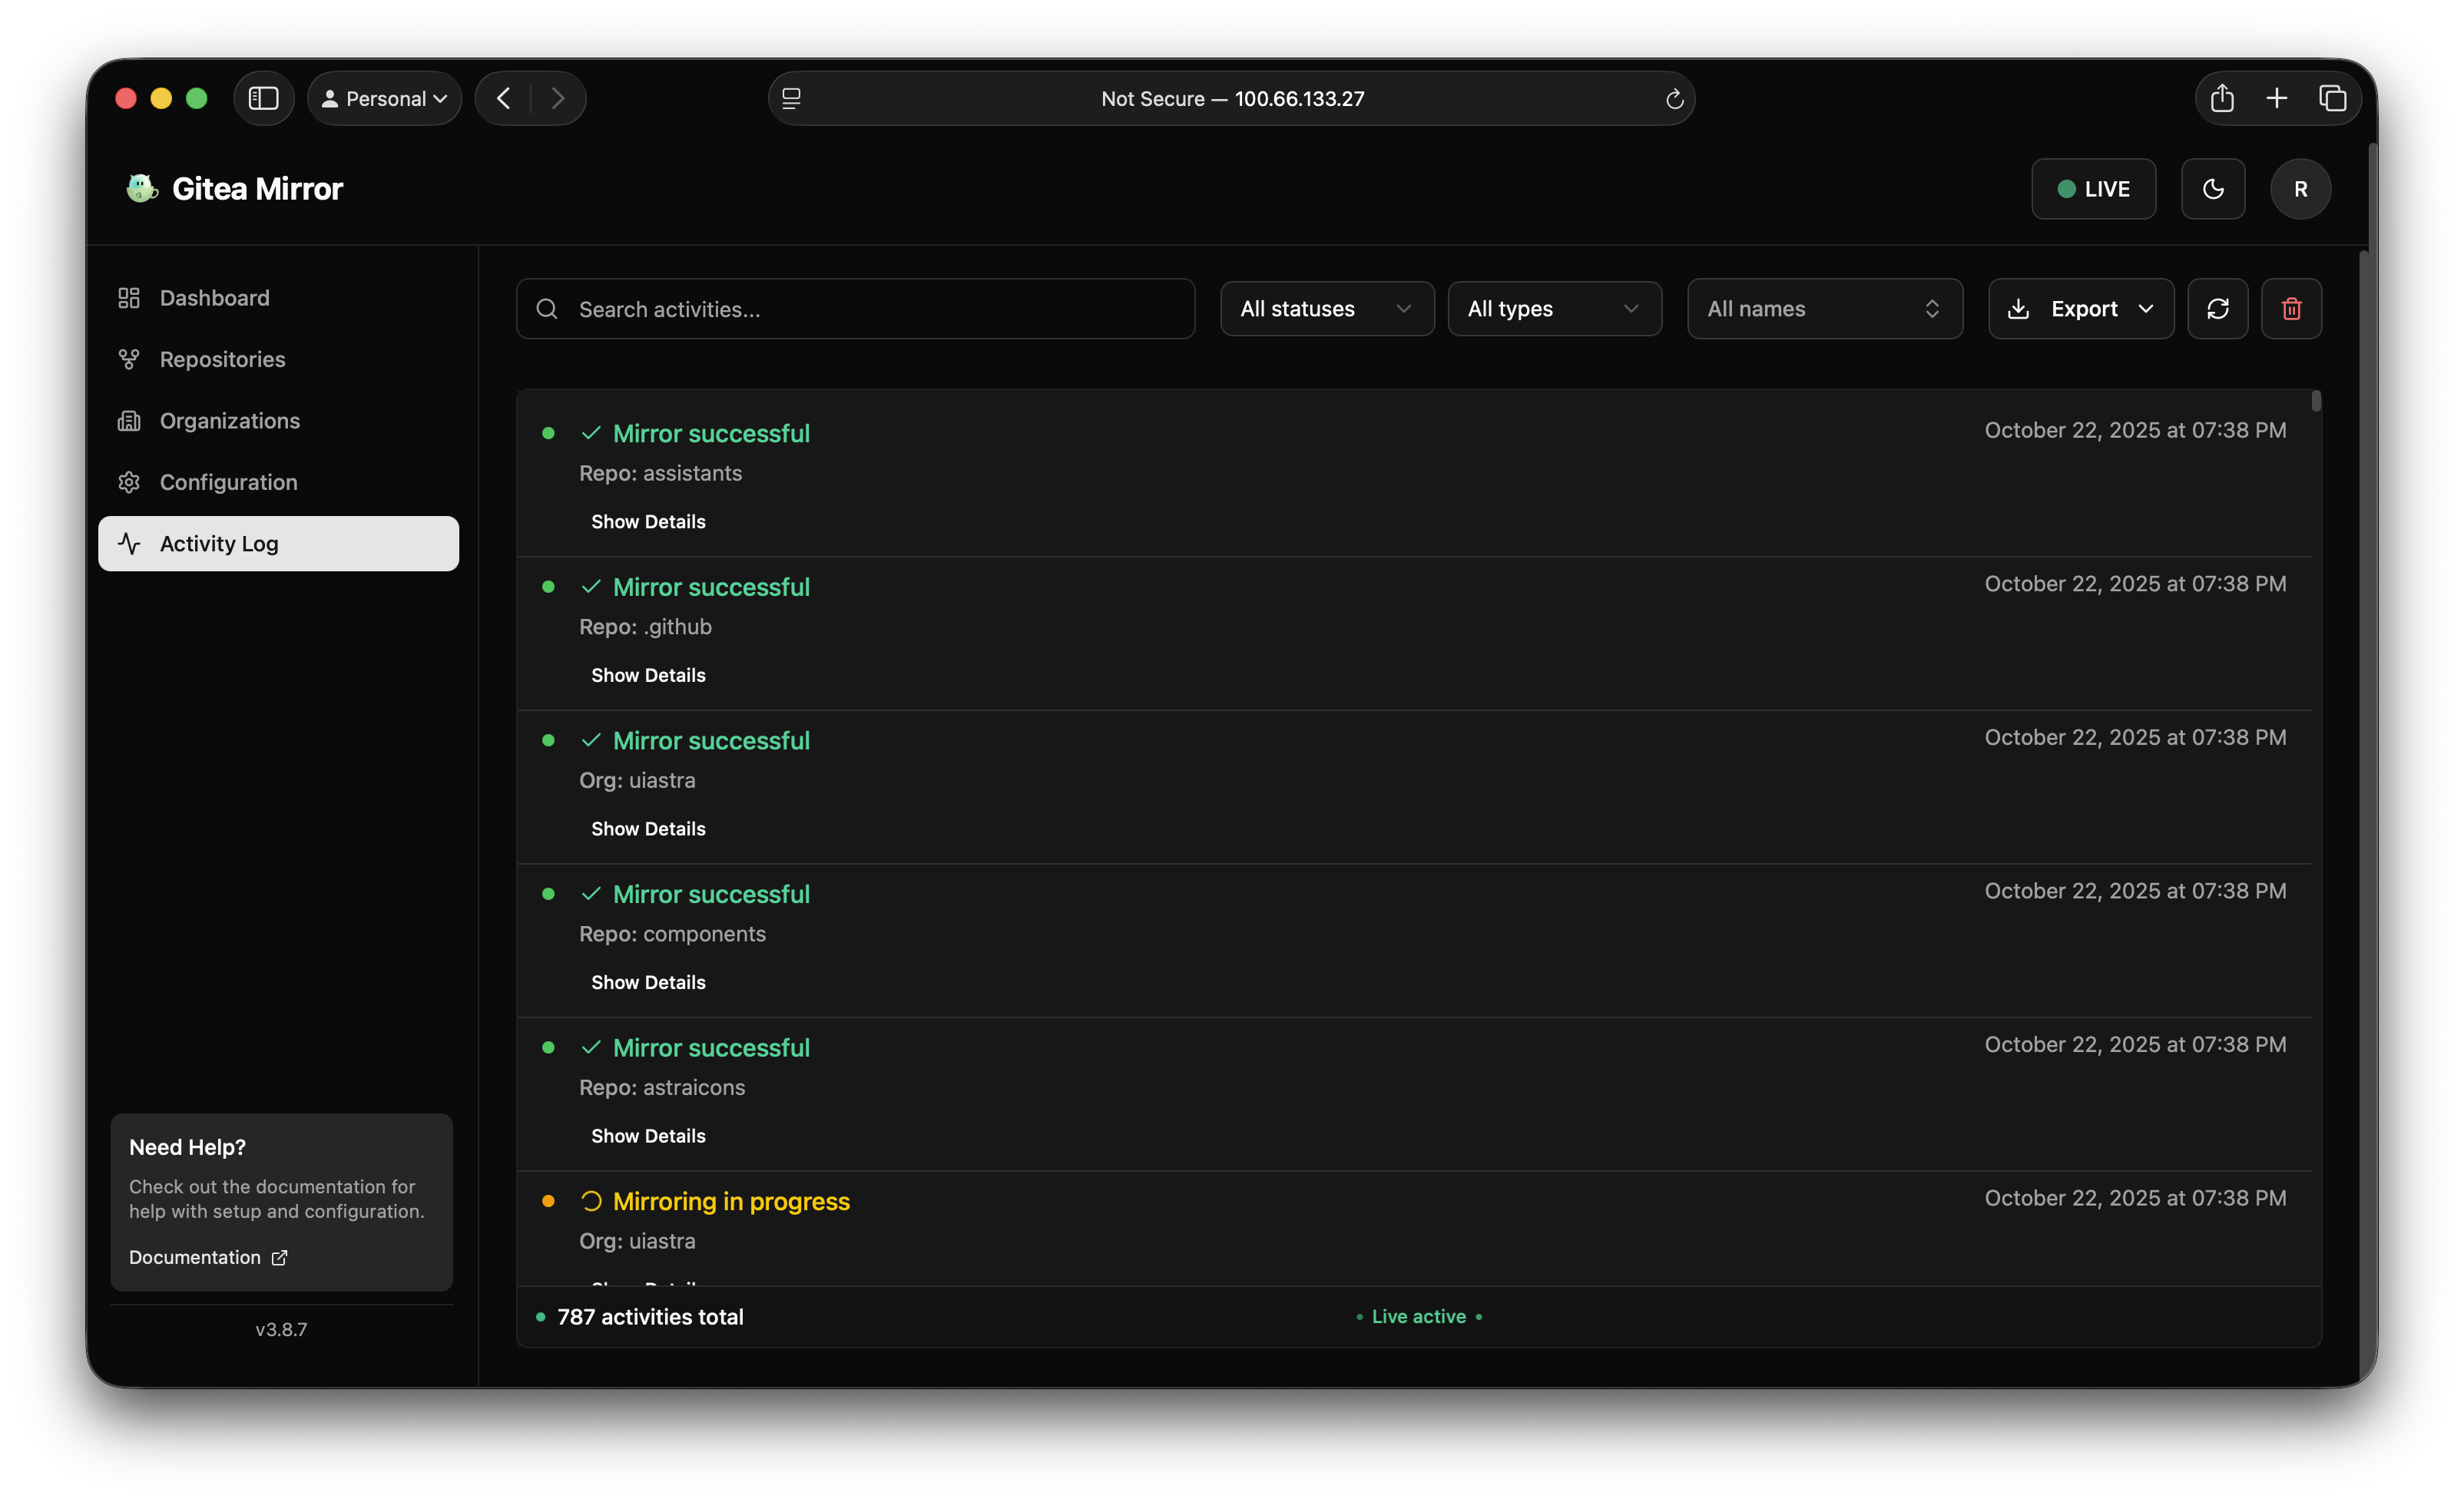 Personal
Not Secure — 100.66.133.27
Gitea Mirror
LIVE
R
Dashboard
Repositories
Organizations
Configuration
Activity Log
Search activities...
All statuses
All types
All names
Export
Mirror successful
October 22, 2025 at 07:38 PM
Repo: assistants
Show Details
Mirror successful
October 22, 2025 at 07:38 PM
Repo: .github
Show Details
Mirror successful
October 22, 2025 at 07:38 PM
Org: uiastra
Show Details
Mirror successful
October 22, 2025 at 07:38 PM
Repo: components
Show Details
Mirror successful
October 22, 2025 at 07:38 PM
Repo: astraicons
Show Details
Mirroring in progress
October 22, 2025 at 07:38 PM
Org: uiastra
787 activities total
Live active
Need Help?
Check out the documentation for
help with setup and configuration.
Documentation
v3.8.7